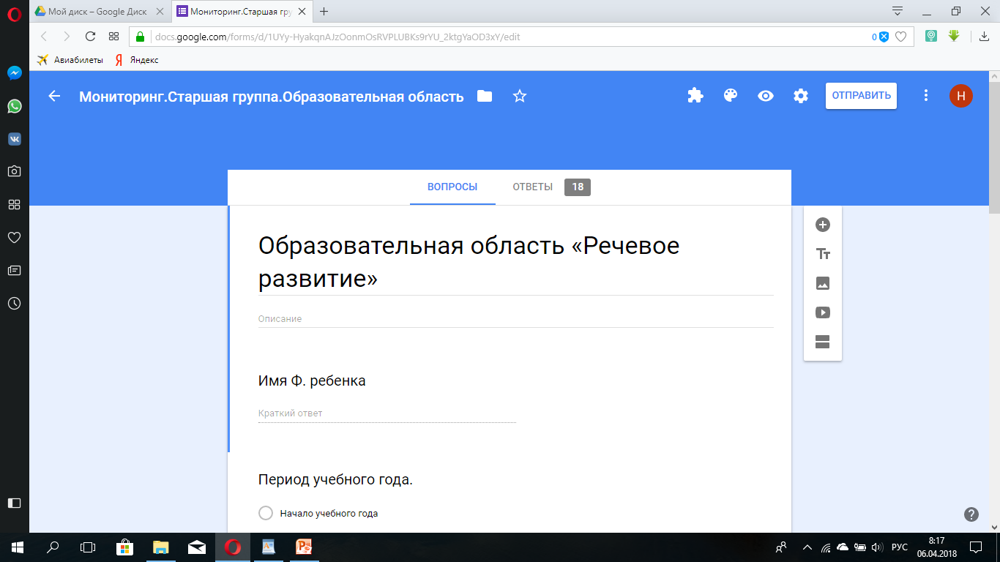 Мой диск – Google Диск
Мониторинг.Старшая гру
docs.google.com/forms/d/1UYy-HyakqnAJzOonmOsRVPLUBKs9rYU_2ktgYaOD3xY/edit
0
Авиабилеты
Я
Яндекс
Мониторинг.Старшая группа.Образовательная область
ОТПРАВИТЬ
Н
ВОПРОСЫ
ОТВЕТЫ
18
Образовательная область «Речевое
развитие»
Описание
Имя Ф. ребенка
Краткий ответ
Период учебного года.
Начало учебного года
РУС
8:17
06.04.2018